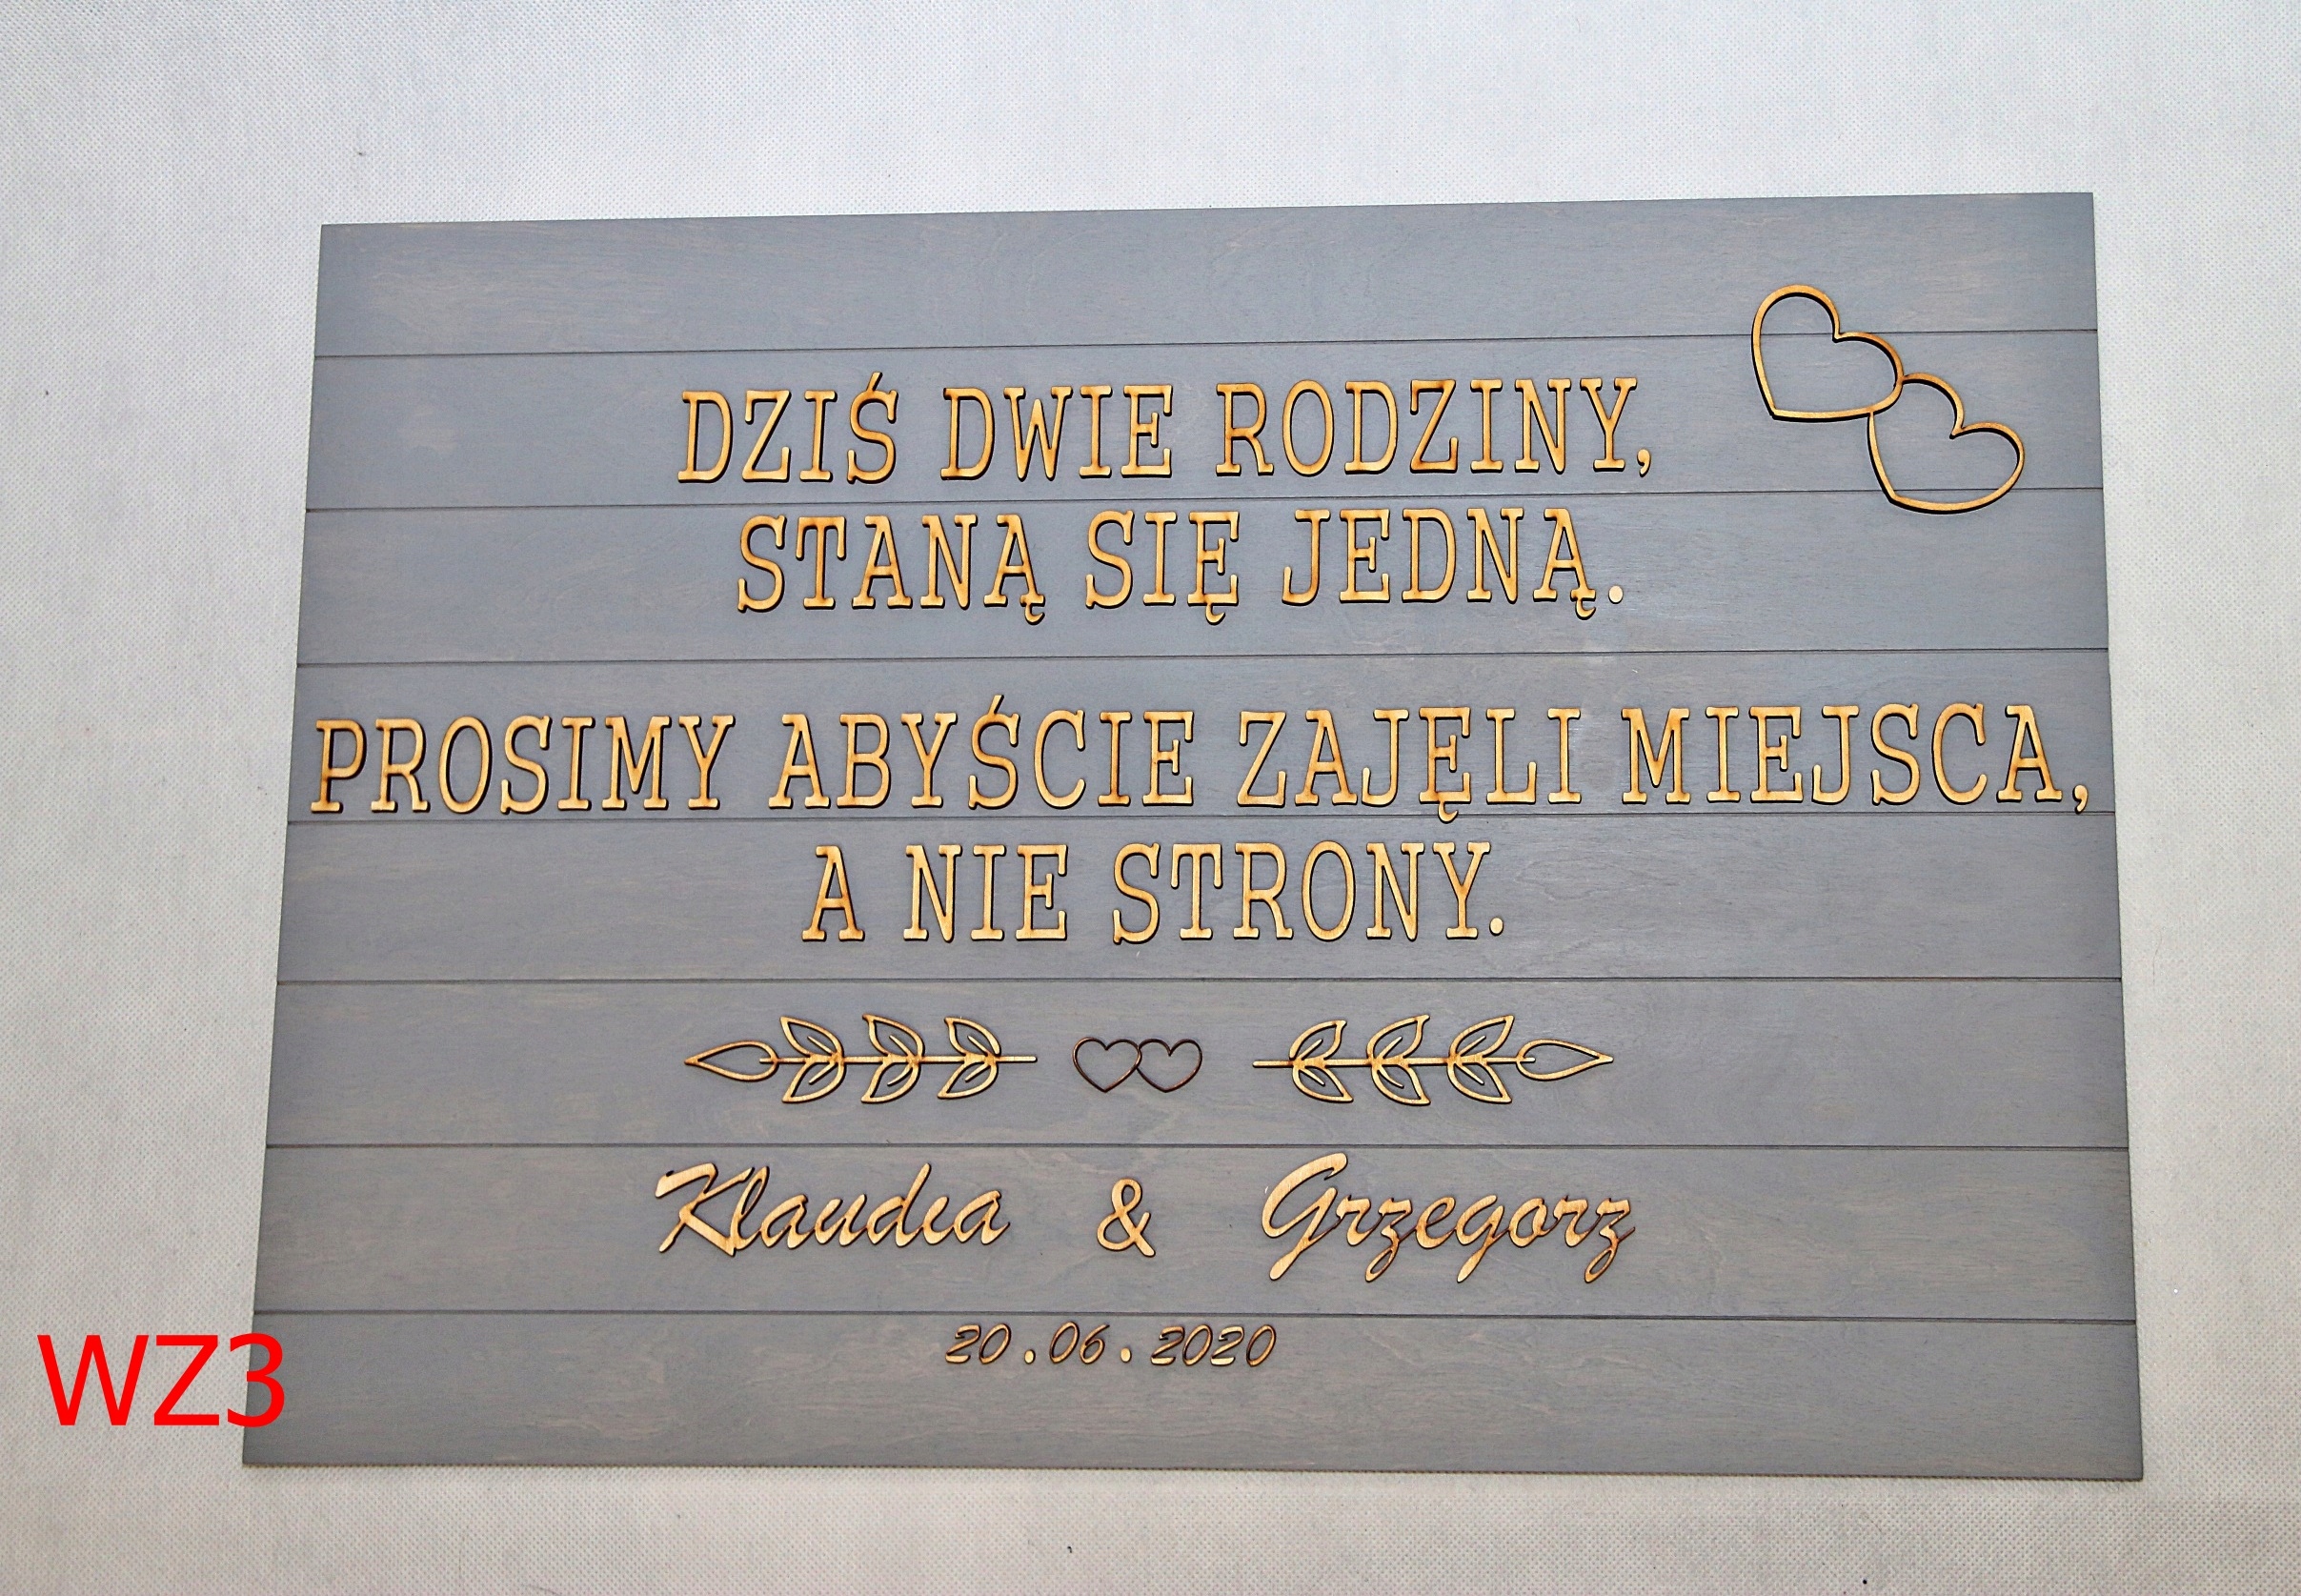 DZIŚ DWIE RODZINY,
STANĄ SIĘ JEDNĄ.
PROSIMY ABYŚCIE ZAJĘLI MIEJSCA,
A NIE STRONY.
Klaudia & Grzegorz
20.06.2020
WZ3